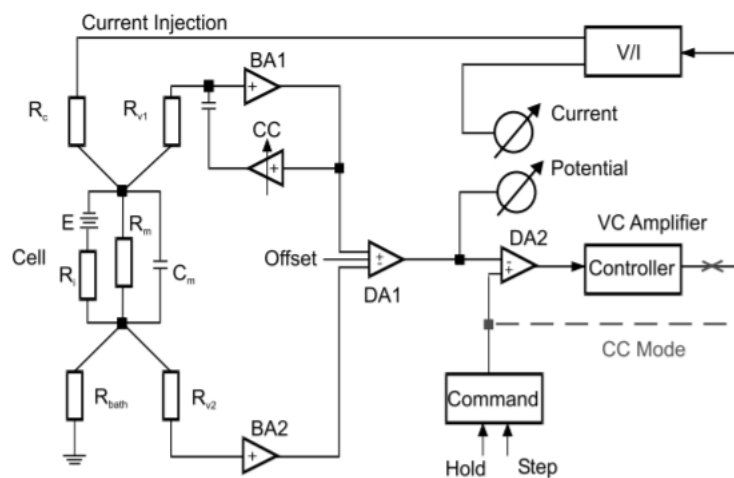 Current Injection
V/I
BA1
Rc
Rv1
CC
Current
Potential
E
Rm
VC Amplifier
Cell
Ri
Cm
Offset
DA1
DA2
Controller
CC Mode
Rbath
Rv2
BA2
Command
Hold
Step